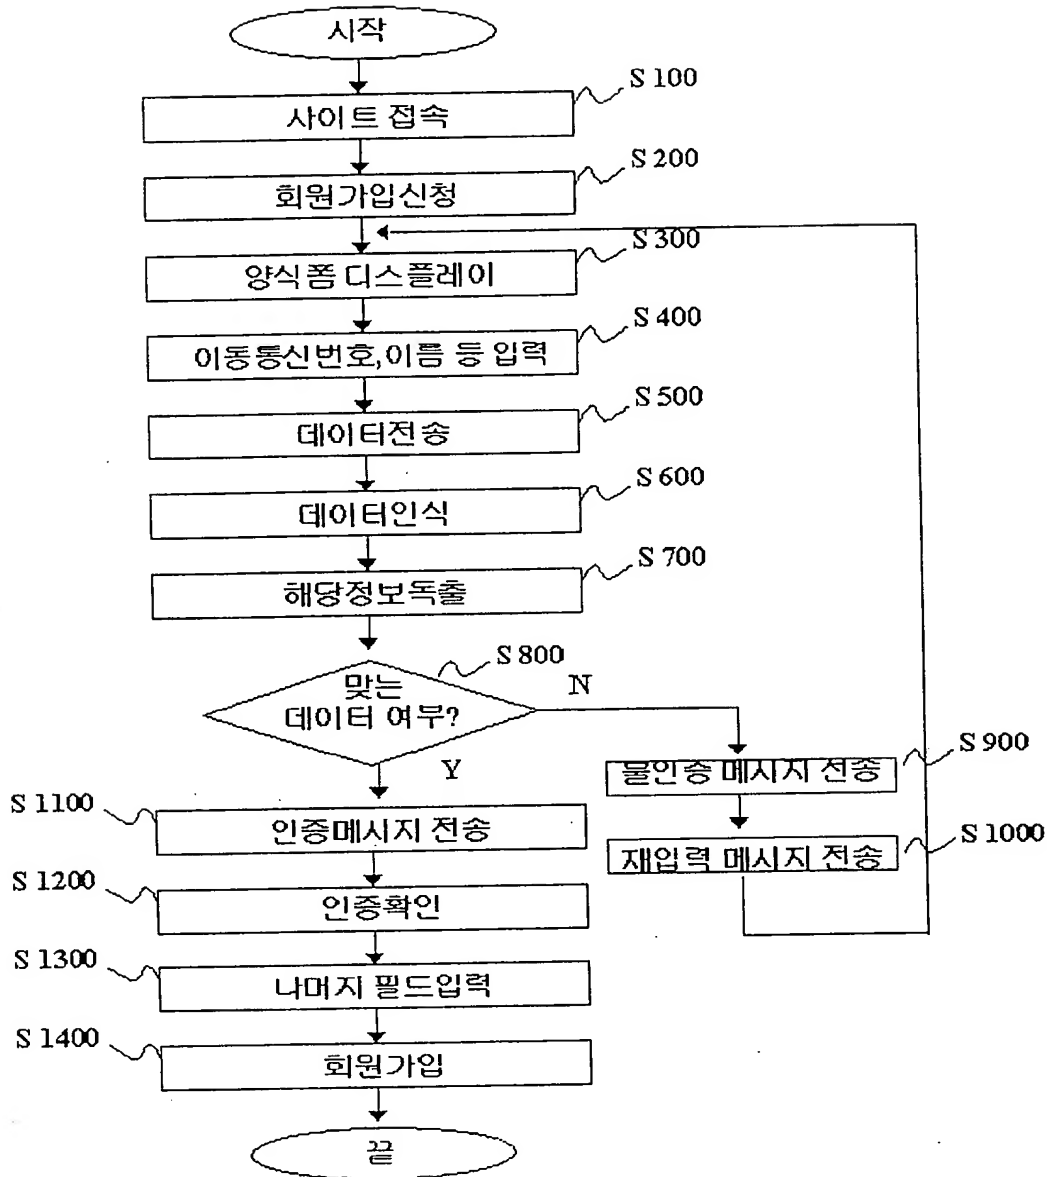 시작
S 100
사이트 접속
S 200
회원가입신청
S 300
양식폼 디스플레이
S 400
이동통신번호,이름 등 입력
S 500
데이터전송
S 600
데이터인식
S 700
해당정보독출
S 800
맞는
데이터 여부?
N
Y
S 900
불인증 메시지 전송
S 1000
재입력 메시지 전송
S 1100
인증메시지 전송
S 1200
인증확인
S 1300
나머지 필드입력
S 1400
회원가입
끝